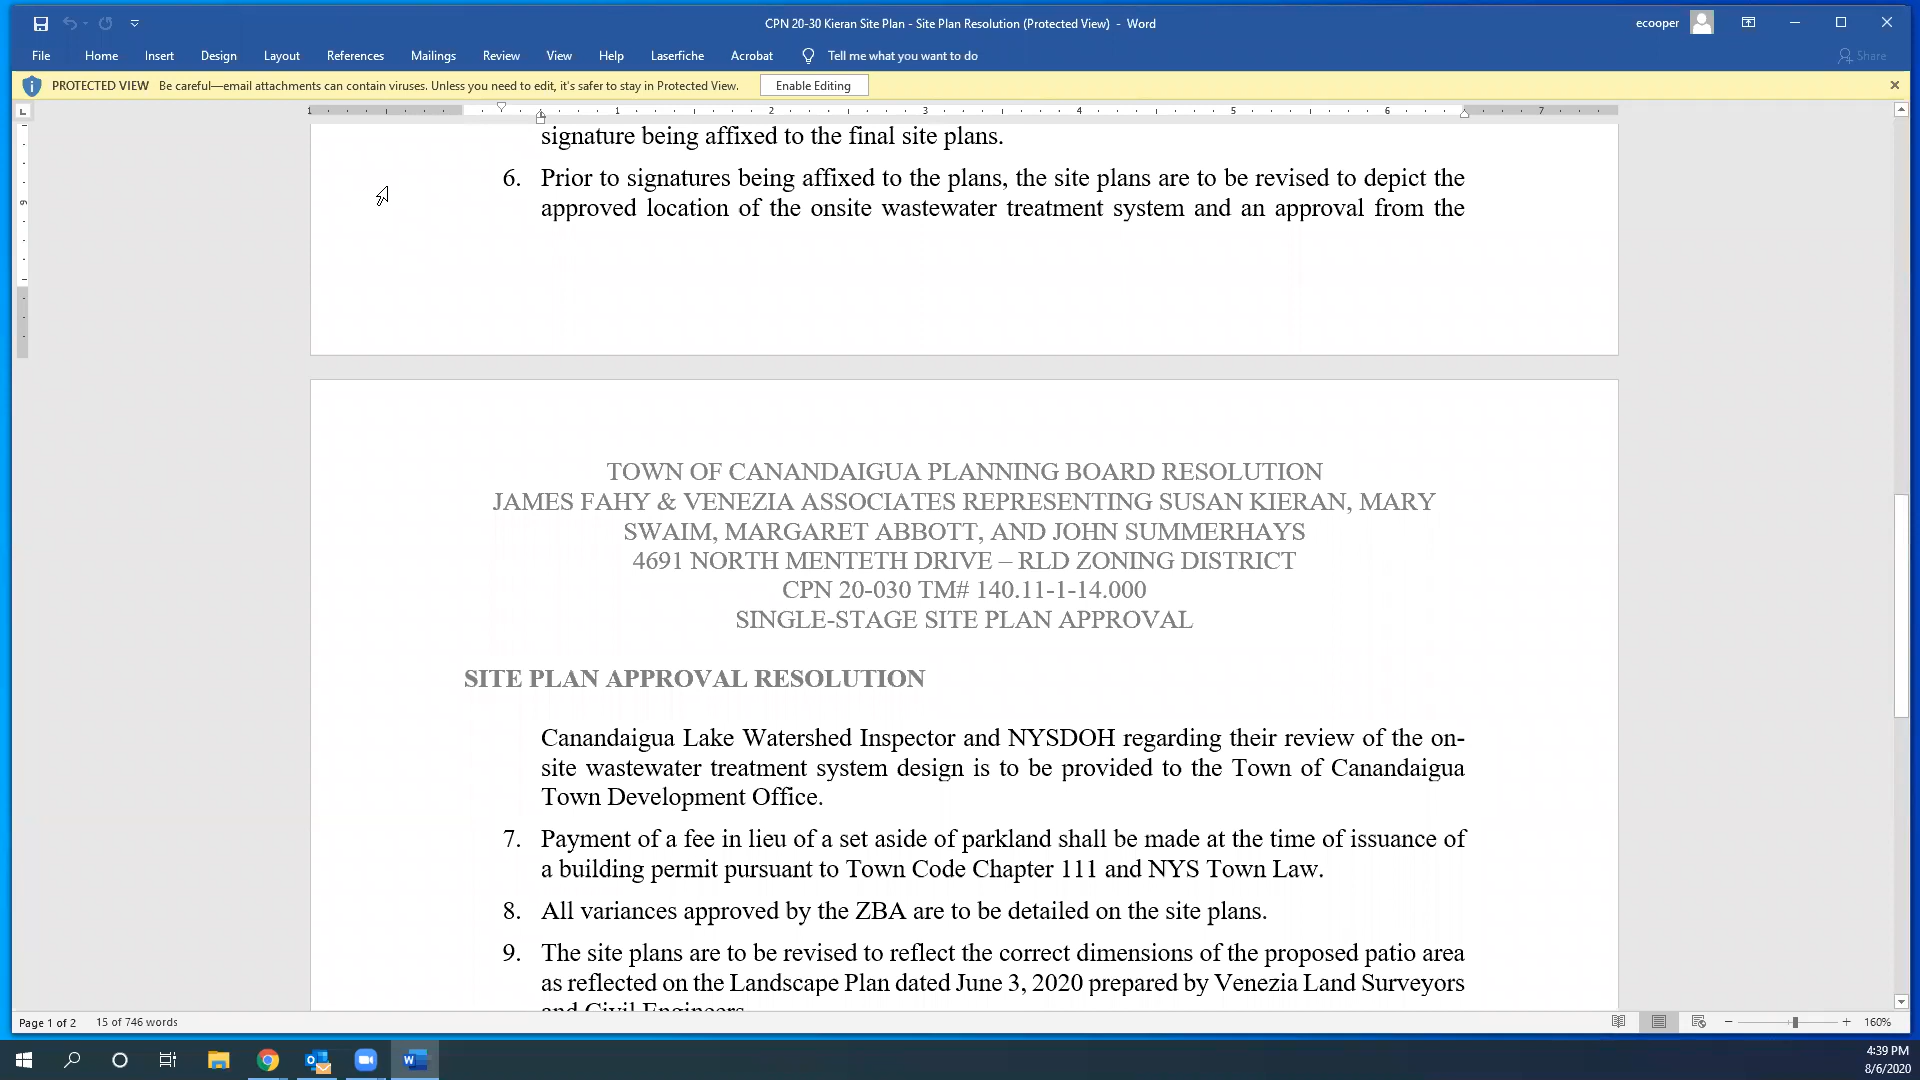 CPN 20-30 Kieran Site Plan - Site Plan Resolution (Protected View) - Word
ecooper
File Home Insert Design Layout References Mailings Review View Help Laserfiche Acrobat Tell me what you want to do Share
PROTECTED VIEW Be careful—email attachments can contain viruses. Unless you need to edit, it's safer to stay in Protected View. Enable Editing
1 1 2 3 4 5 6 7
9
signature being affixed to the final site plans.
6. Prior to signatures being affixed to the plans, the site plans are to be revised to depict the
approved location of the onsite wastewater treatment system and an approval from the
TOWN OF CANANDAIGUA PLANNING BOARD RESOLUTION
JAMES FAHY & VENEZIA ASSOCIATES REPRESENTING SUSAN KIERAN, MARY
SWAIM, MARGARET ABBOTT, AND JOHN SUMMERHAYS
4691 NORTH MENTETH DRIVE – RLD ZONING DISTRICT
CPN 20-030 TM# 140.11-1-14.000
SINGLE-STAGE SITE PLAN APPROVAL
SITE PLAN APPROVAL RESOLUTION
Canandaigua Lake Watershed Inspector and NYSDOH regarding their review of the on-
site wastewater treatment system design is to be provided to the Town of Canandaigua
Town Development Office.
7. Payment of a fee in lieu of a set aside of parkland shall be made at the time of issuance of
a building permit pursuant to Town Code Chapter 111 and NYS Town Law.
8. All variances approved by the ZBA are to be detailed on the site plans.
9. The site plans are to be revised to reflect the correct dimensions of the proposed patio area
as reflected on the Landscape Plan dated June 3, 2020 prepared by Venezia Land Surveyors
and Civil Engineers.
Page 1 of 2 15 of 746 words
160%
4:39 PM
8/6/2020